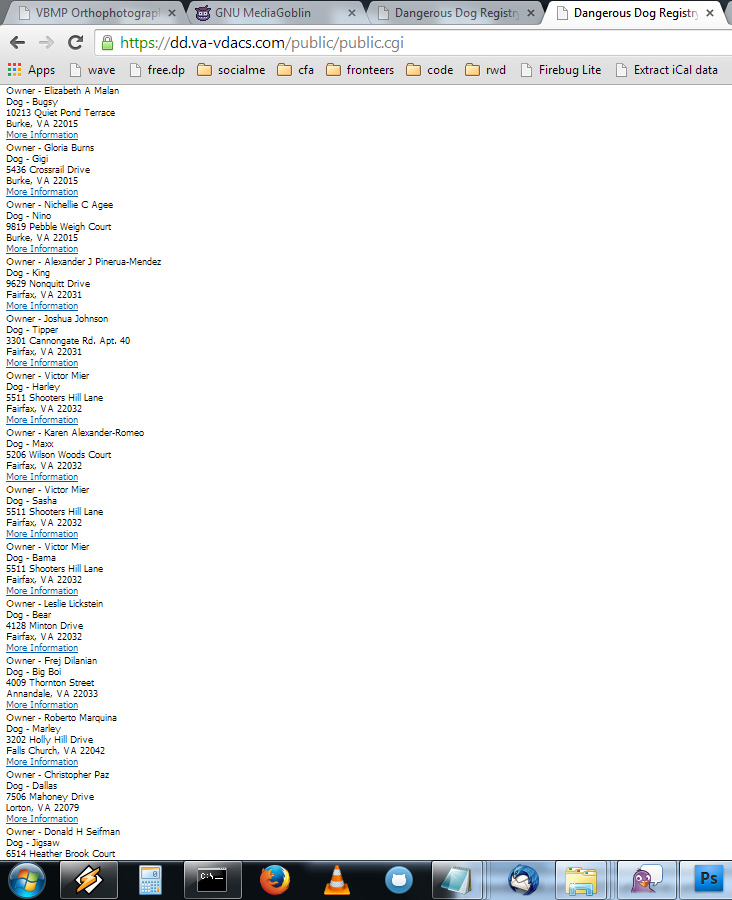 VBMP Orthophotograph
GNU MediaGoblin
Dangerous Dog Registry
Dangerous Dog Registry
https://dd.va-vdacs.com/public/public.cgi
Apps
wave
free.dp
socialme
cfa
fronteers
code
rwd
Firebug Lite
Extract iCal data
Owner - Elizabeth A Malan
Dog - Bugsy
10213 Quiet Pond Terrace
Burke, VA 22015
More Information
Owner - Gloria Burns
Dog - Gigi
5436 Crossrail Drive
Burke, VA 22015
More Information
Owner - Nichellie C Agee
Dog - Nino
9819 Pebble Weigh Court
Burke, VA 22015
More Information
Owner - Alexander J Pinerua-Mendez
Dog - King
9629 Nonquitt Drive
Fairfax, VA 22031
More Information
Owner - Joshua Johnson
Dog - Tipper
3301 Cannongate Rd. Apt. 40
Fairfax, VA 22031
More Information
Owner - Victor Mier
Dog - Harley
5511 Shooters Hill Lane
Fairfax, VA 22032
More Information
Owner - Karen Alexander-Romeo
Dog - Maxx
5206 Wilson Woods Court
Fairfax, VA 22032
More Information
Owner - Victor Mier
Dog - Sasha
5511 Shooters Hill Lane
Fairfax, VA 22032
More Information
Owner - Victor Mier
Dog - Bama
5511 Shooters Hill Lane
Fairfax, VA 22032
More Information
Owner - Leslie Lickstein
Dog - Bear
4128 Minton Drive
Fairfax, VA 22032
More Information
Owner - Frej Dilanian
Dog - Big Boi
4009 Thornton Street
Annandale, VA 22033
More Information
Owner - Roberto Marquina
Dog - Marley
3202 Holly Hill Drive
Falls Church, VA 22042
More Information
Owner - Christopher Paz
Dog - Dallas
7506 Mahoney Drive
Lorton, VA 22079
More Information
Owner - Donald H Seifman
Dog - Jigsaw
6514 Heather Brook Court
C:\
Ps